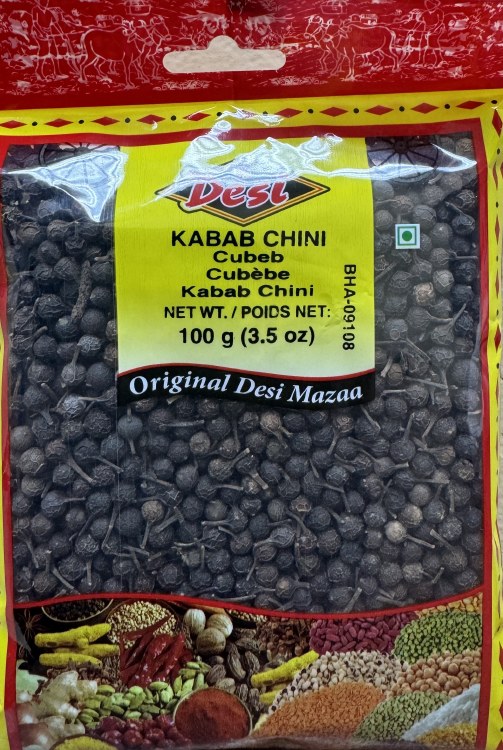 Desi
KABAB CHINI
Cubeb
Cubèbe
Kabab Chini
NET WT. / POIDS NET:
100 g (3.5 oz)
BHA-09108
Original Desi Mazaa